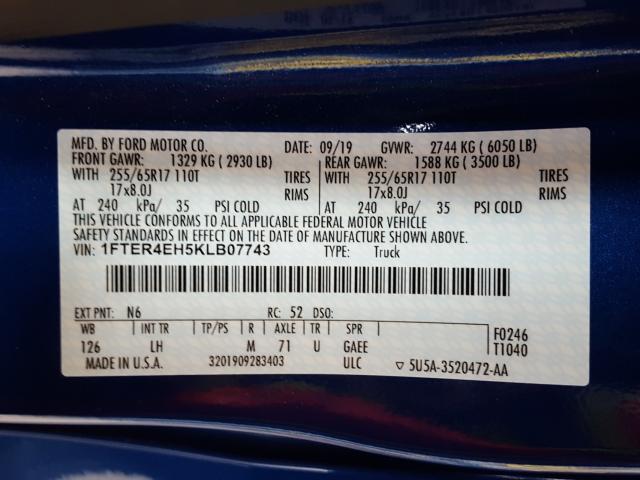 MFD. BY FORD MOTOR CO. DATE: 09/19 GVWR: 2744 KG ( 6050 LB)
FRONT GAWR: 1329 KG ( 2930 LB) REAR GAWR: 1588 KG ( 3500 LB)
WITH 255/65R17 110T TIRES WITH 255/65R17 110T TIRES
17x8.0J RIMS 17x8.0J RIMS
AT 240 kPa/ 35 PSI COLD AT 240 kPa/ 35 PSI COLD
THIS VEHICLE CONFORMS TO ALL APPLICABLE FEDERAL MOTOR VEHICLE
SAFETY STANDARDS IN EFFECT ON THE DATE OF MANUFACTURE SHOWN ABOVE.
VIN: 1FTER4EH5KLB07743 TYPE: Truck
EXT PNT: N6 RC: 52 DSO:
WB INT TR TP/PS R AXLE TR SPR F0246
126 LH M 71 U GAEE T1040
MADE IN U.S.A. 3201909283403 ULC ▽ 5U5A-3520472-AA